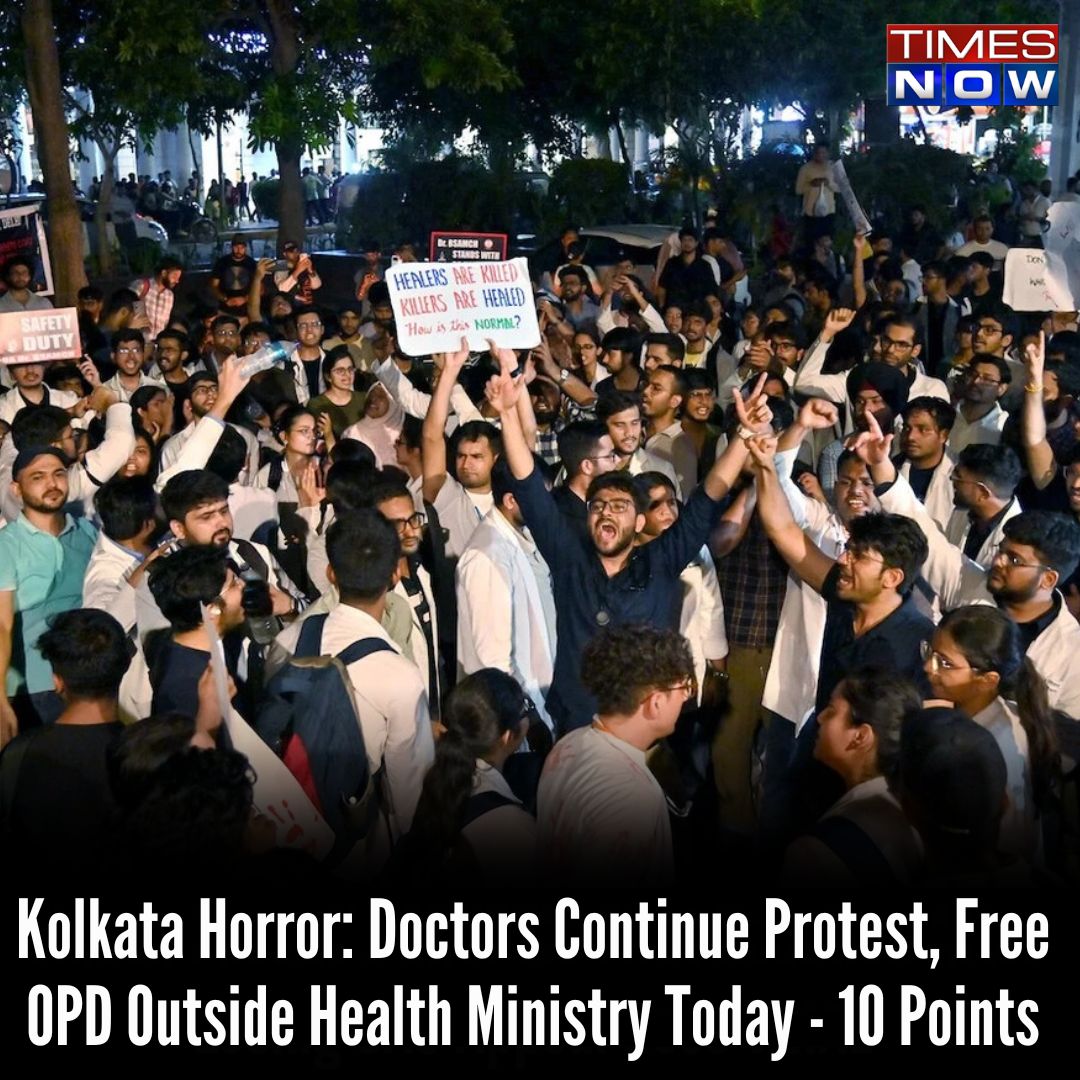 TIMES
NOW
Dr. BSAMCH
STANDS WITH
HEALERS ARE KILLED
KILLERS ARE HEALED
"How is this NORMAL?
SAFETY
DUTY
DON
Kolkata Horror: Doctors Continue Protest, Free
OPD Outside Health Ministry Today - 10 Points